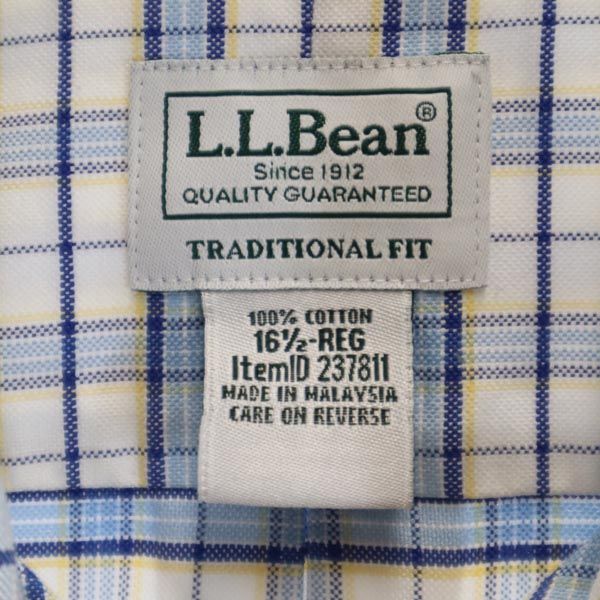 L.L.Bean®
Since 1912
QUALITY GUARANTEED
TRADITIONAL FIT
100% COTTON
16½-REG
ItemID 237811
MADE IN MALAYSIA
CARE ON REVERSE